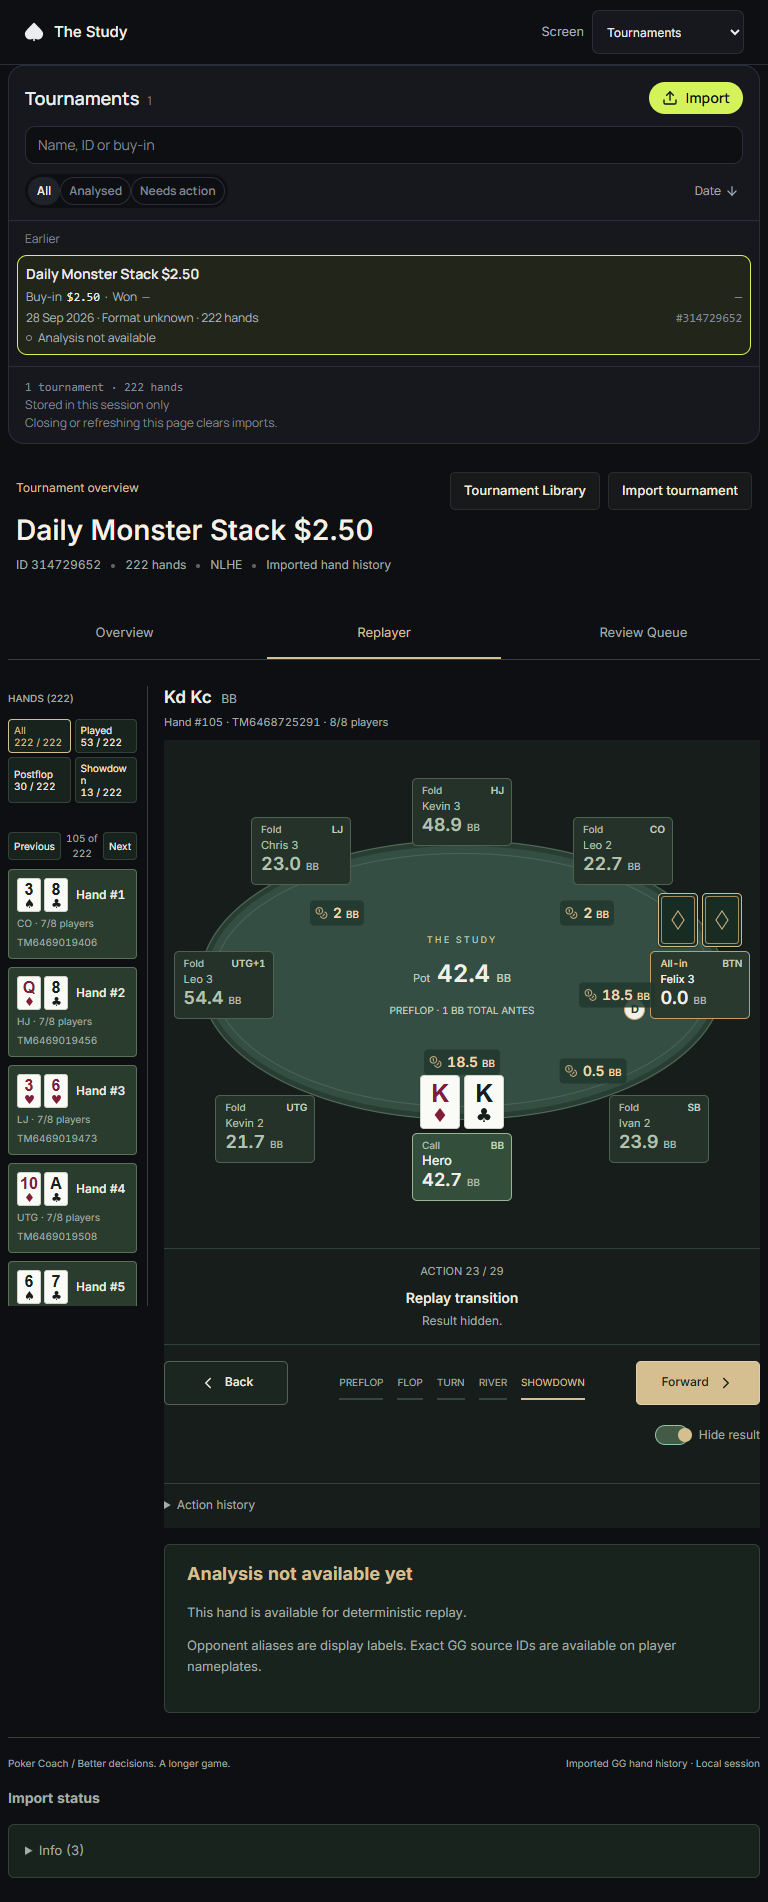 The Study
Screen
Tournaments
Tournaments 1
Import
Name, ID or buy-in
All
Analysed
Needs action
Date ↓
Earlier
Daily Monster Stack $2.50
Buy-in $2.50 · Won —
—
28 Sep 2026 · Format unknown · 222 hands
#314729652
Analysis not available
1 tournament · 222 hands
Stored in this session only
Closing or refreshing this page clears imports.
Tournament overview
Tournament Library
Import tournament
Daily Monster Stack $2.50
ID 314729652 • 222 hands • NLHE • Imported hand history
Overview
Replayer
Review Queue
HANDS (222)
All
222 / 222
Played
53 / 222
Postflop
30 / 222
Showdow
n
13 / 222
Previous
105 of
222
Next
3♠ 8♣ Hand #1
CO · 7/8 players
TM6469019406
Q♦ 8♣ Hand #2
HJ · 7/8 players
TM6469019456
3♥ 6♥ Hand #3
LJ · 7/8 players
TM6469019473
10♦ A♣ Hand #4
UTG · 7/8 players
TM6469019508
6♠ 7♣ Hand #5
Kd Kc BB
Hand #105 · TM6468725291 · 8/8 players
Fold HJ
Kevin 3
48.9 BB
Fold LJ
Chris 3
23.0 BB
Fold CO
Leo 2
22.7 BB
2 BB
2 BB
THE STUDY
Pot 42.4 BB
PREFLOP · 1 BB TOTAL ANTES
Fold UTG+1
Leo 3
54.4 BB
All-in BTN
Felix 3
0.0 BB
18.5 BB
D
18.5 BB
0.5 BB
K♦ K♣
Fold UTG
Kevin 2
21.7 BB
Call BB
Hero
42.7 BB
Fold SB
Ivan 2
23.9 BB
ACTION 23 / 29
Replay transition
Result hidden.
Back
PREFLOP
FLOP
TURN
RIVER
SHOWDOWN
Forward
Hide result
Action history
Analysis not available yet
This hand is available for deterministic replay.
Opponent aliases are display labels. Exact GG source IDs are available on player
nameplates.
Poker Coach / Better decisions. A longer game.
Imported GG hand history · Local session
Import status
Info (3)